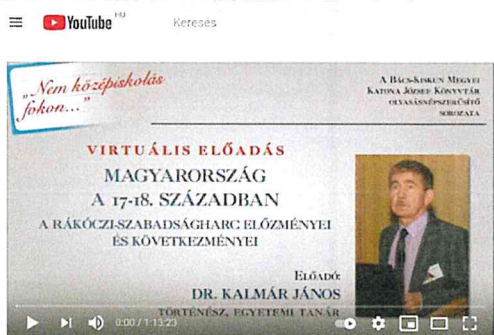 YouTube HU
Keresés
„Nem középiskolás
fokon…”
A Bács-Kiskun Megyei
Katona József Könyvtár
olvasásnépszerűsítő
sorozata
VIRTUÁLIS ELŐADÁS
MAGYARORSZÁG
A 17-18. SZÁZADBAN
A RÁKÓCZI-SZABADSÁGHARC ELŐZMÉNYEI
ÉS KÖVETKEZMÉNYEI
Előadó:
DR. KALMÁR JÁNOS
TÖRTÉNÉSZ, EGYETEMI TANÁR
0:00 / 1:13:23